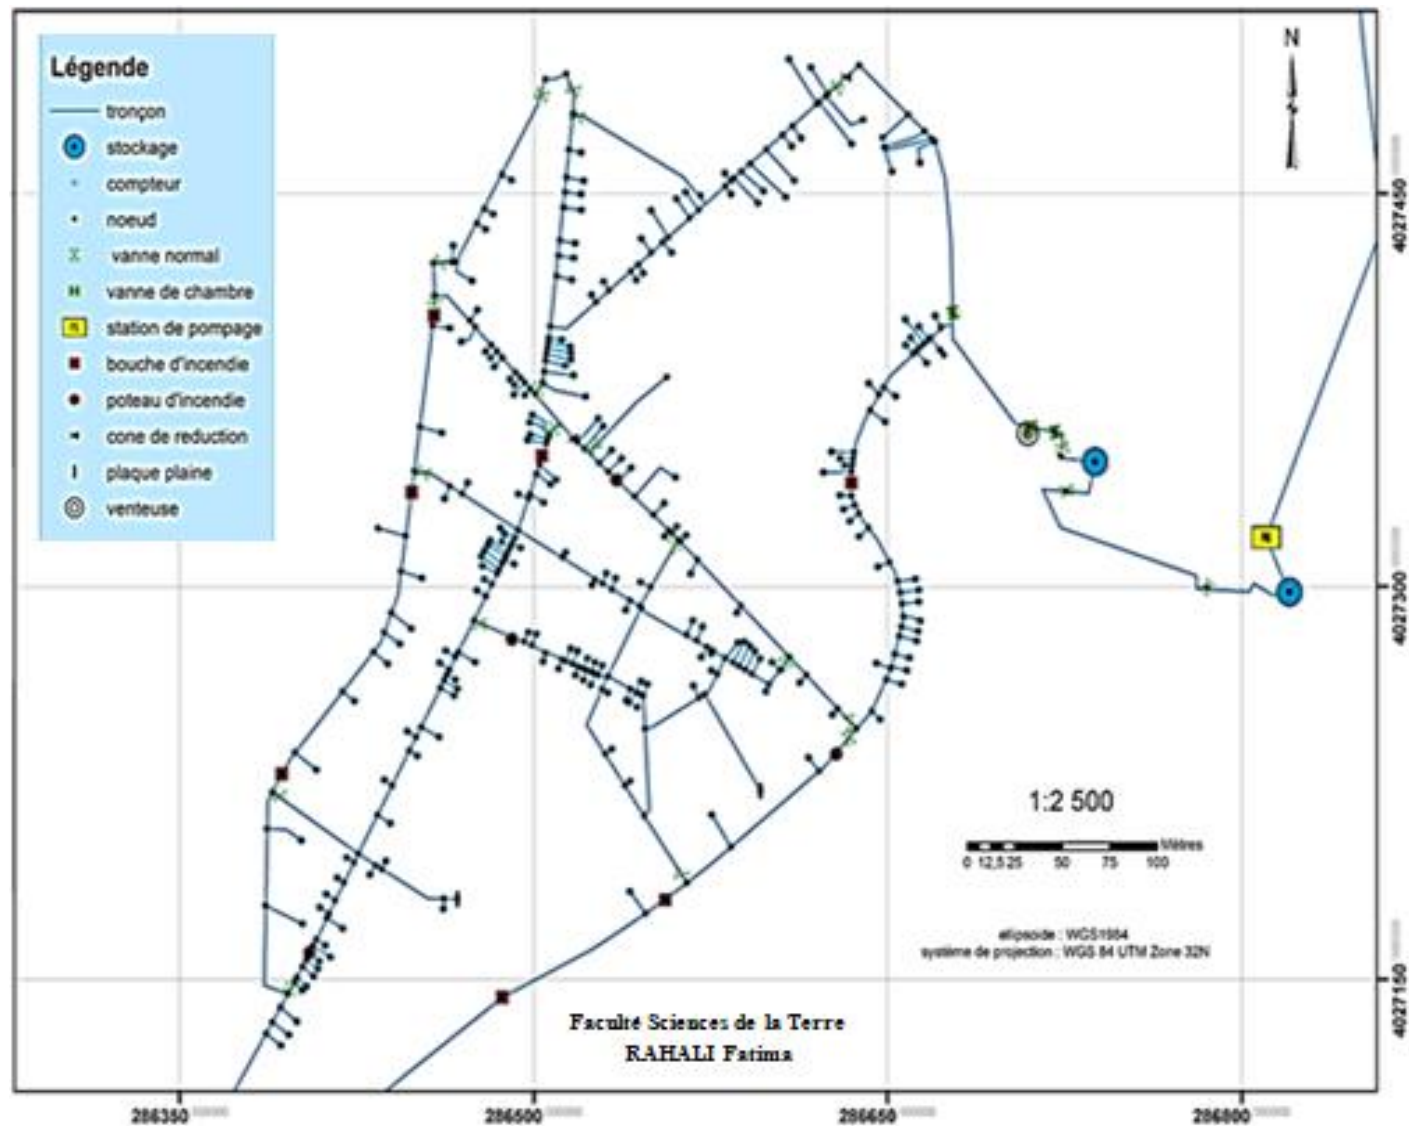 Légende
tronçon
stockage
compteur
noeud
vanne normal
vanne de chambre
station de pompage
bouche d'incendie
poteau d'incendie
cone de reduction
plaque plaine
venteuse
N
4027450
4027300
4027150
1:2 500
Mètres
0 12,5 25 50 75 100
ellipsoide : WGS1984
système de projection : WGS 84 UTM Zone 32N
Faculté Sciences de la Terre
RAHALI Fatima
286350 286500 286650 286800